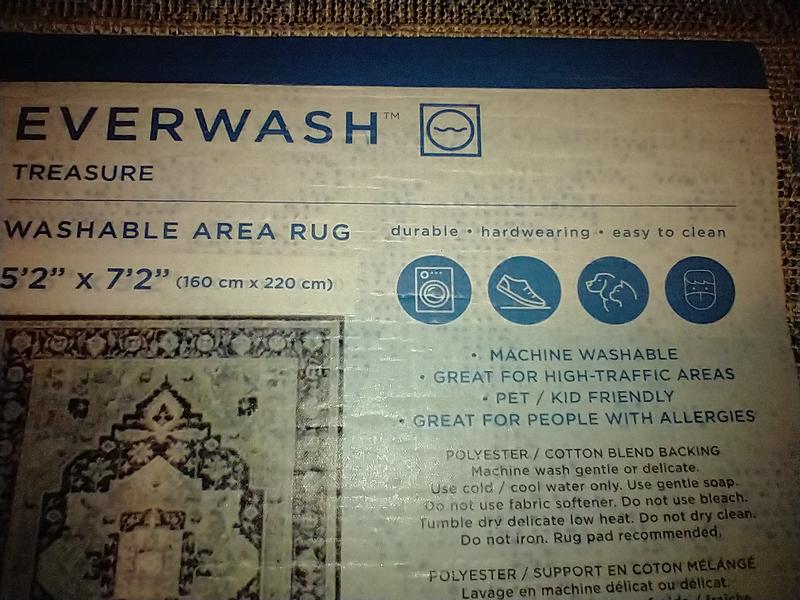 EVERWASH™
TREASURE
WASHABLE AREA RUG
5'2” x 7'2” (160 cm x 220 cm)
durable • hardwearing • easy to clean
• MACHINE WASHABLE
• GREAT FOR HIGH-TRAFFIC AREAS
• PET / KID FRIENDLY
• GREAT FOR PEOPLE WITH ALLERGIES
POLYESTER / COTTON BLEND BACKING
Machine wash gentle or delicate.
Use cold / cool water only. Use gentle soap.
Do not use fabric softener. Do not use bleach.
Tumble dry delicate low heat. Do not dry clean.
Do not iron. Rug pad recommended.
POLYESTER / SUPPORT EN COTON MÉLANGÉ
Lavage en machine délicat ou délicat.